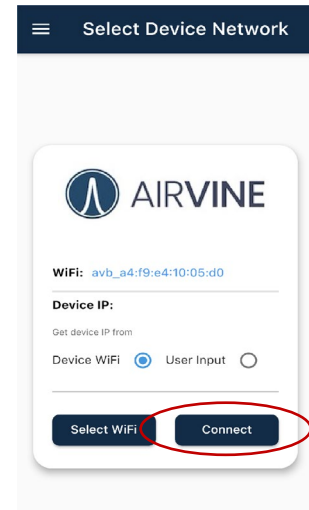 Select Device Network
AIRVINE
WiFi: avb_a4:f9:e4:10:05:d0
Device IP:
Get device IP from
Device WiFi User Input
Select WiFi Connect